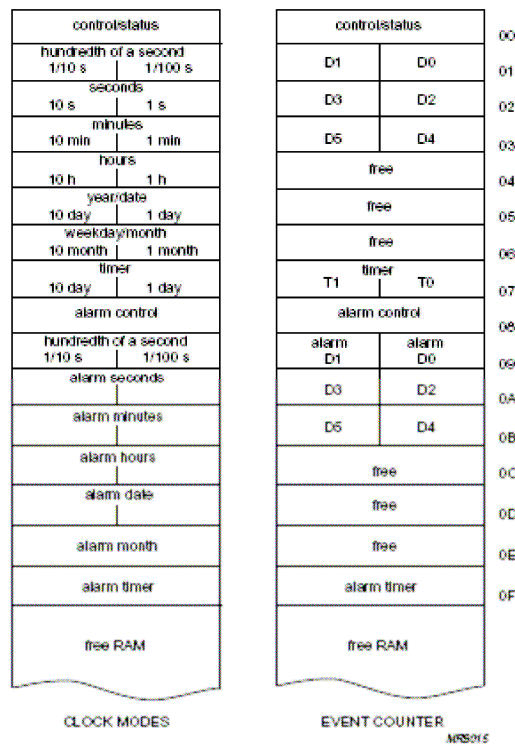 control/status
hundredth of a second
1/10 s 1/100 s
seconds
10 s 1 s
minutes
10 min 1 min
hours
10 h 1 h
year/date
10 day 1 day
weekday/month
10 month 1 month
timer
10 day 1 day
alarm control
hundredth of a second
1/10 s 1/100 s
alarm seconds
alarm minutes
alarm hours
alarm date
alarm month
alarm timer
free RAM
CLOCK MODES
control/status
D1 D0
D3 D2
D5 D4
free
free
free
timer
T1 T0
alarm control
alarm alarm
D1 D0
D3 D2
D5 D4
free
free
free
alarm timer
free RAM
EVENT COUNTER
00
01
02
03
04
05
06
07
08
09
0A
0B
0C
0D
0E
0F
MRB015